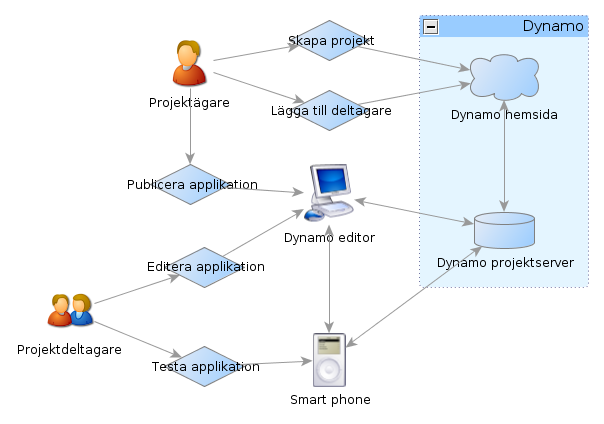 Dynamo
Skapa projekt
Projektägare
Lägga till deltagare
Dynamo hemsida
Publicera applikation
Dynamo editor
Editera applikation
Dynamo projektserver
Projektdeltagare
Testa applikation
Smart phone